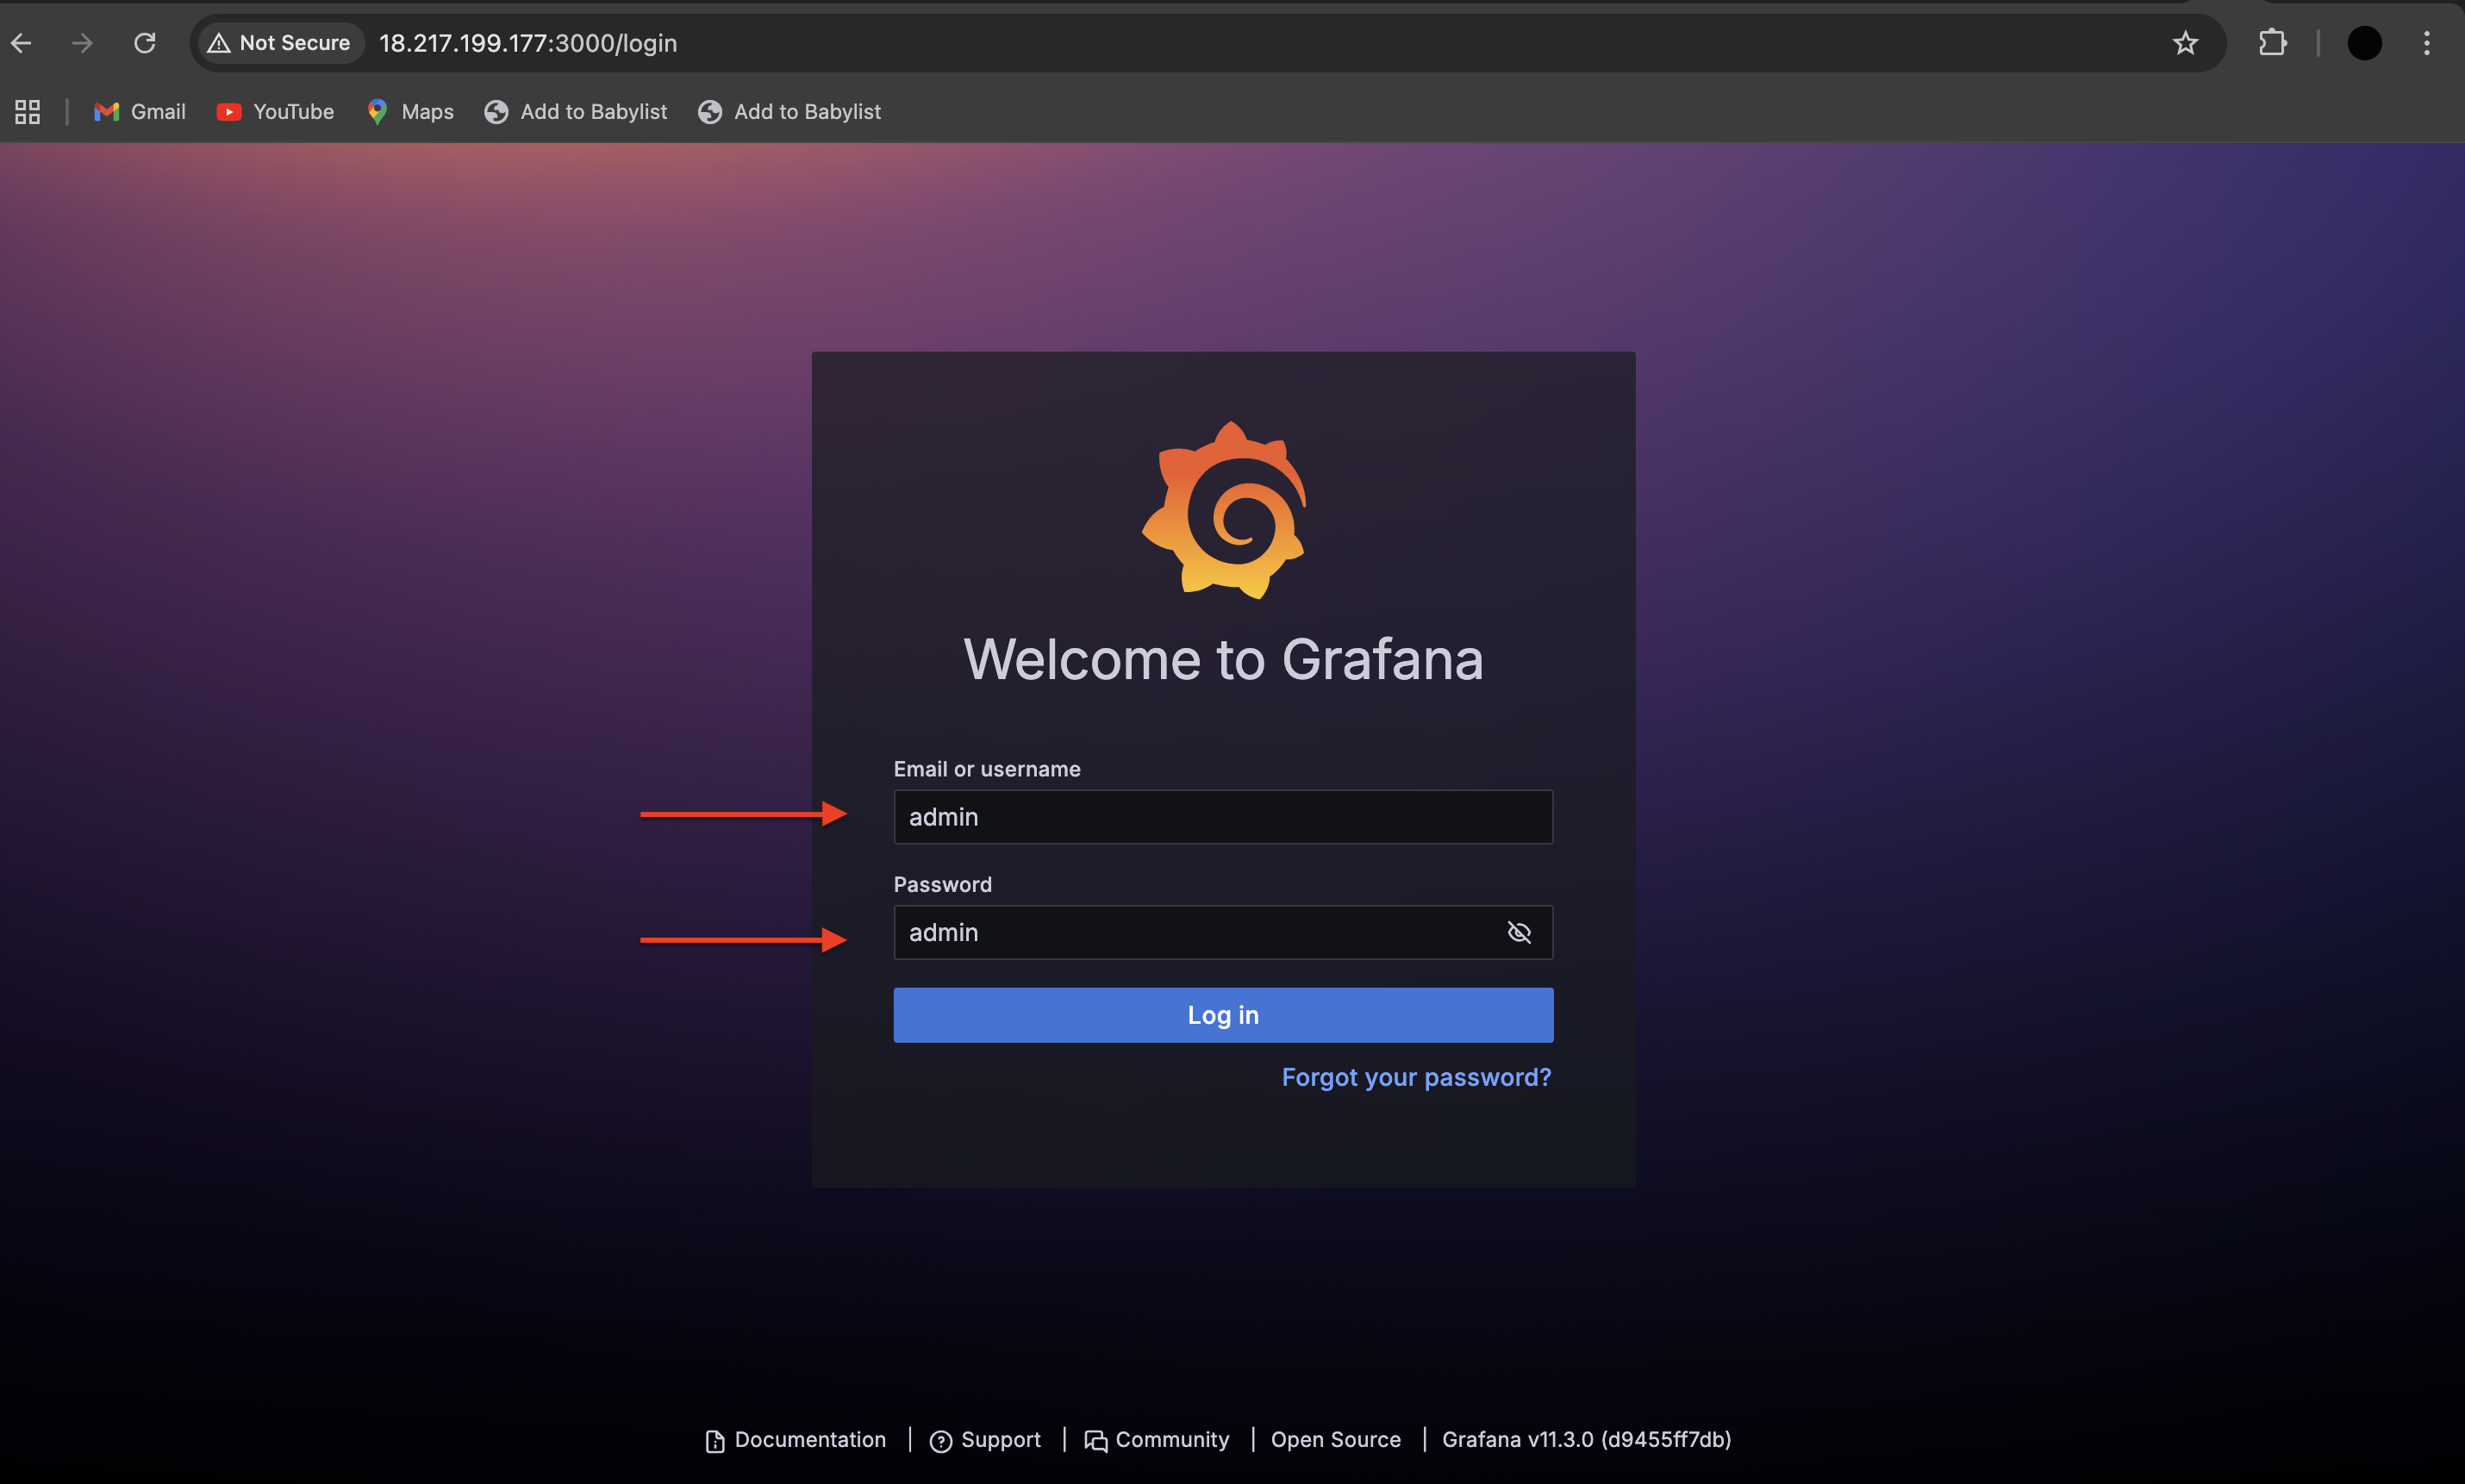 Not Secure 18.217.199.177:3000/login
Gmail YouTube Maps Add to Babylist Add to Babylist
Welcome to Grafana
Email or username
admin
Password
admin
Log in
Forgot your password?
Documentation | Support | Community | Open Source | Grafana v11.3.0 (d9455ff7db)